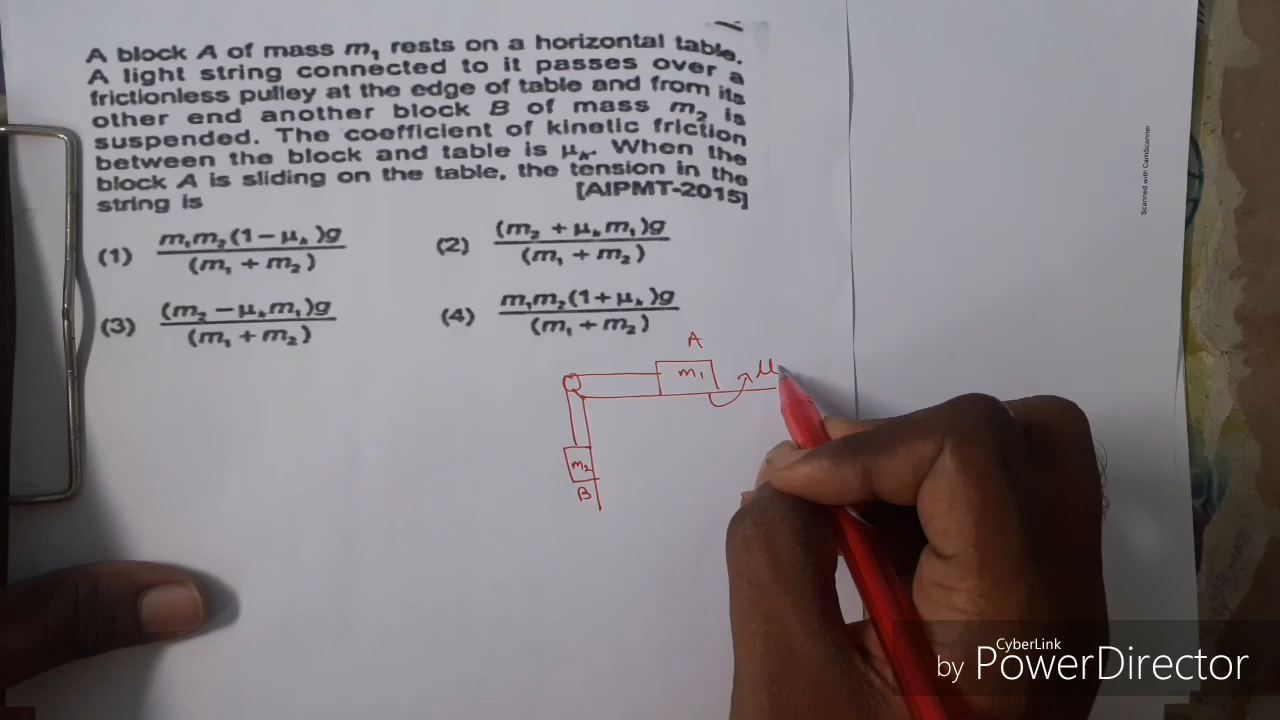 A block A of mass m₁ rests on a horizontal table.
A light string connected to it passes over a
frictionless pulley at the edge of table and from its
other end another block B of mass m₂ is
suspended. The coefficient of kinetic friction
between the block and table is μₖ. When the
block A is sliding on the table, the tension in the
string is [AIPMT-2015]
(1) m₁m₂(1−μₖ)g / (m₁ + m₂) (2) (m₂ + μₖm₁)g / (m₁ + m₂)
(3) (m₂ −μₖm₁)g / (m₁ + m₂) (4) m₁m₂(1+μₖ)g / (m₁ + m₂)
A
m₁ μ
m₂
B
Scanned with CamScanner
CyberLink
by PowerDirector